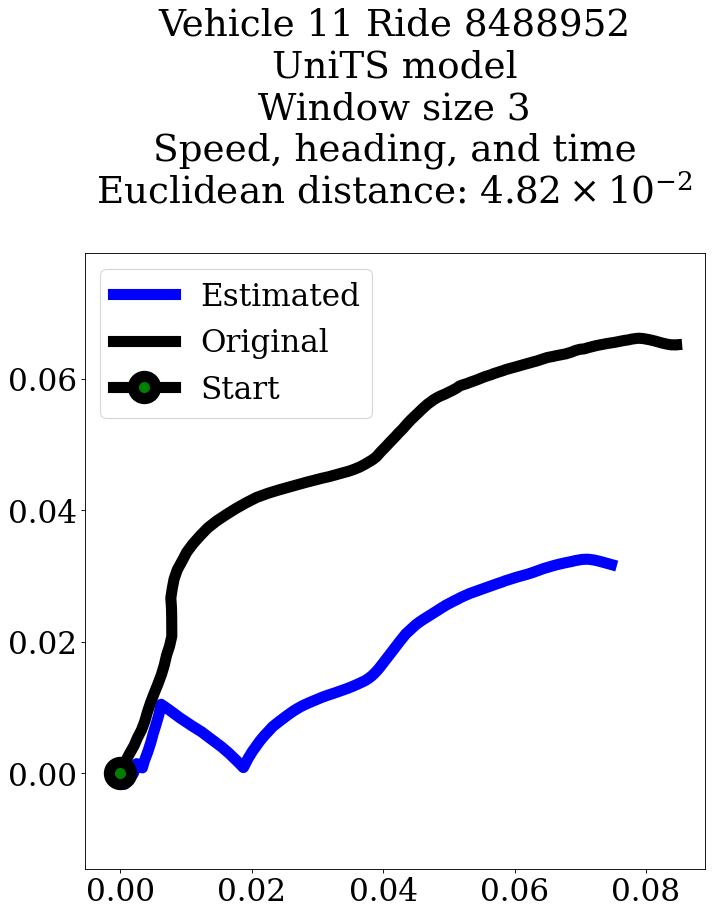 Vehicle 11 Ride 8488952
UniTS model
Window size 3
Speed, heading, and time
Euclidean distance: 4.82 × 10⁻²
Estimated
Original
Start
0.06
0.04
0.02
0.00
0.00 0.02 0.04 0.06 0.08